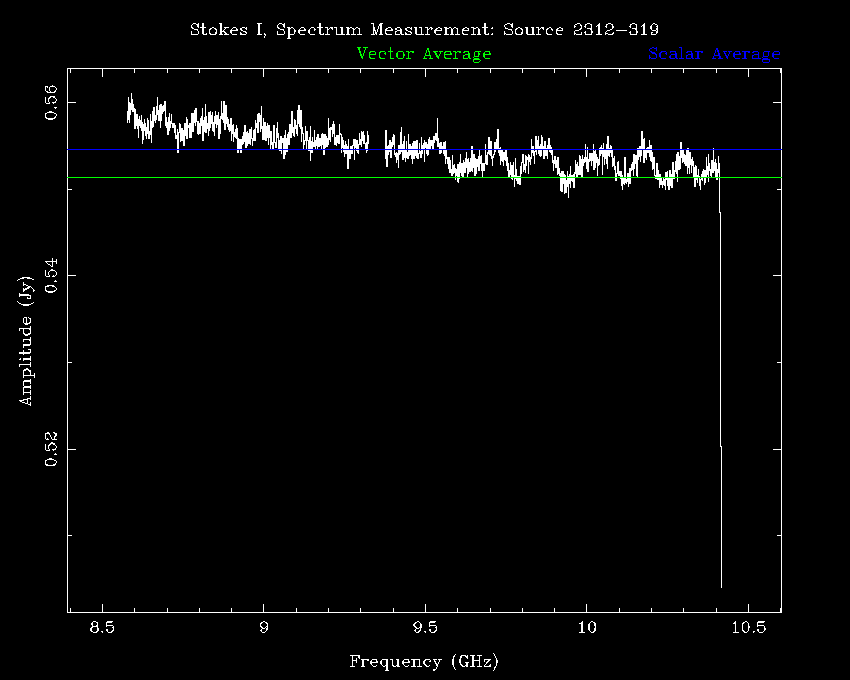 Stokes I, Spectrum Measurement: Source 2312−319
Vector Average Scalar Average
0.56
0.54
0.52
Amplitude (Jy)
8.5 9 9.5 10 10.5
Frequency (GHz)